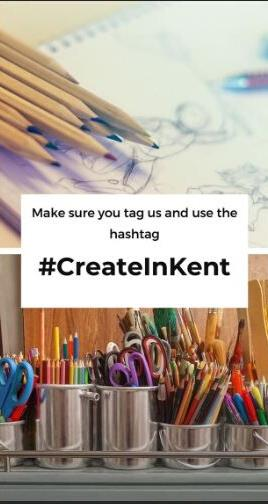 Make sure you tag us and use the
hashtag
#CreateInKent